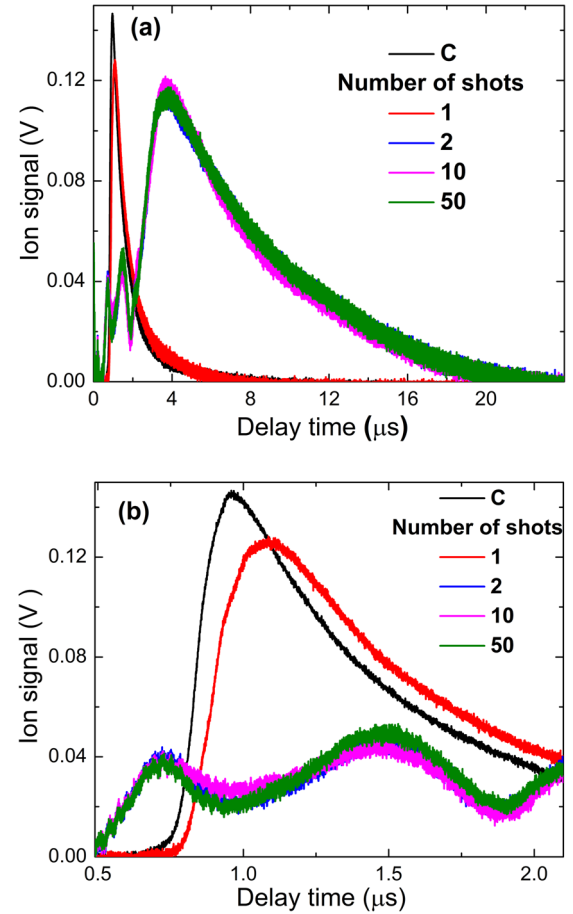 (a)
C
Number of shots
1
2
10
50
Ion signal (V )
0.12
0.08
0.04
0.00
0 4 8 12 16 20
Delay time (μs)
(b)
C
Number of shots
1
2
10
50
Ion signal (V )
0.12
0.08
0.04
0.00
0.5 1.0 1.5 2.0
Delay time (μs)